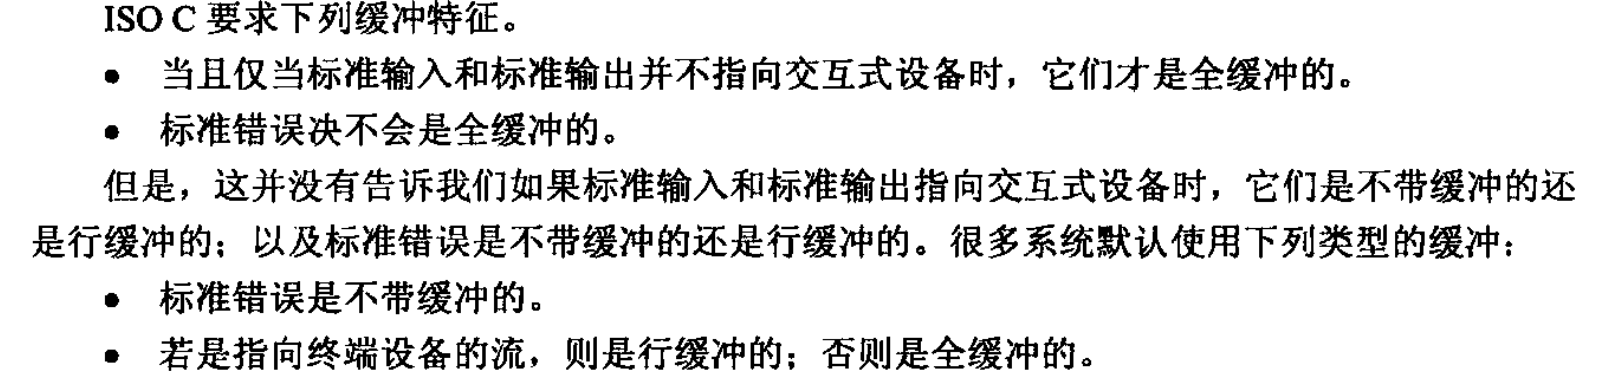 ISO C 要求下列缓冲特征。
• 当且仅当标准输入和标准输出并不指向交互式设备时，它们才是全缓冲的。
• 标准错误决不会是全缓冲的。
但是，这并没有告诉我们如果标准输入和标准输出指向交互式设备时，它们是不带缓冲的还
是行缓冲的；以及标准错误是不带缓冲的还是行缓冲的。很多系统默认使用下列类型的缓冲：
• 标准错误是不带缓冲的。
• 若是指向终端设备的流，则是行缓冲的；否则是全缓冲的。